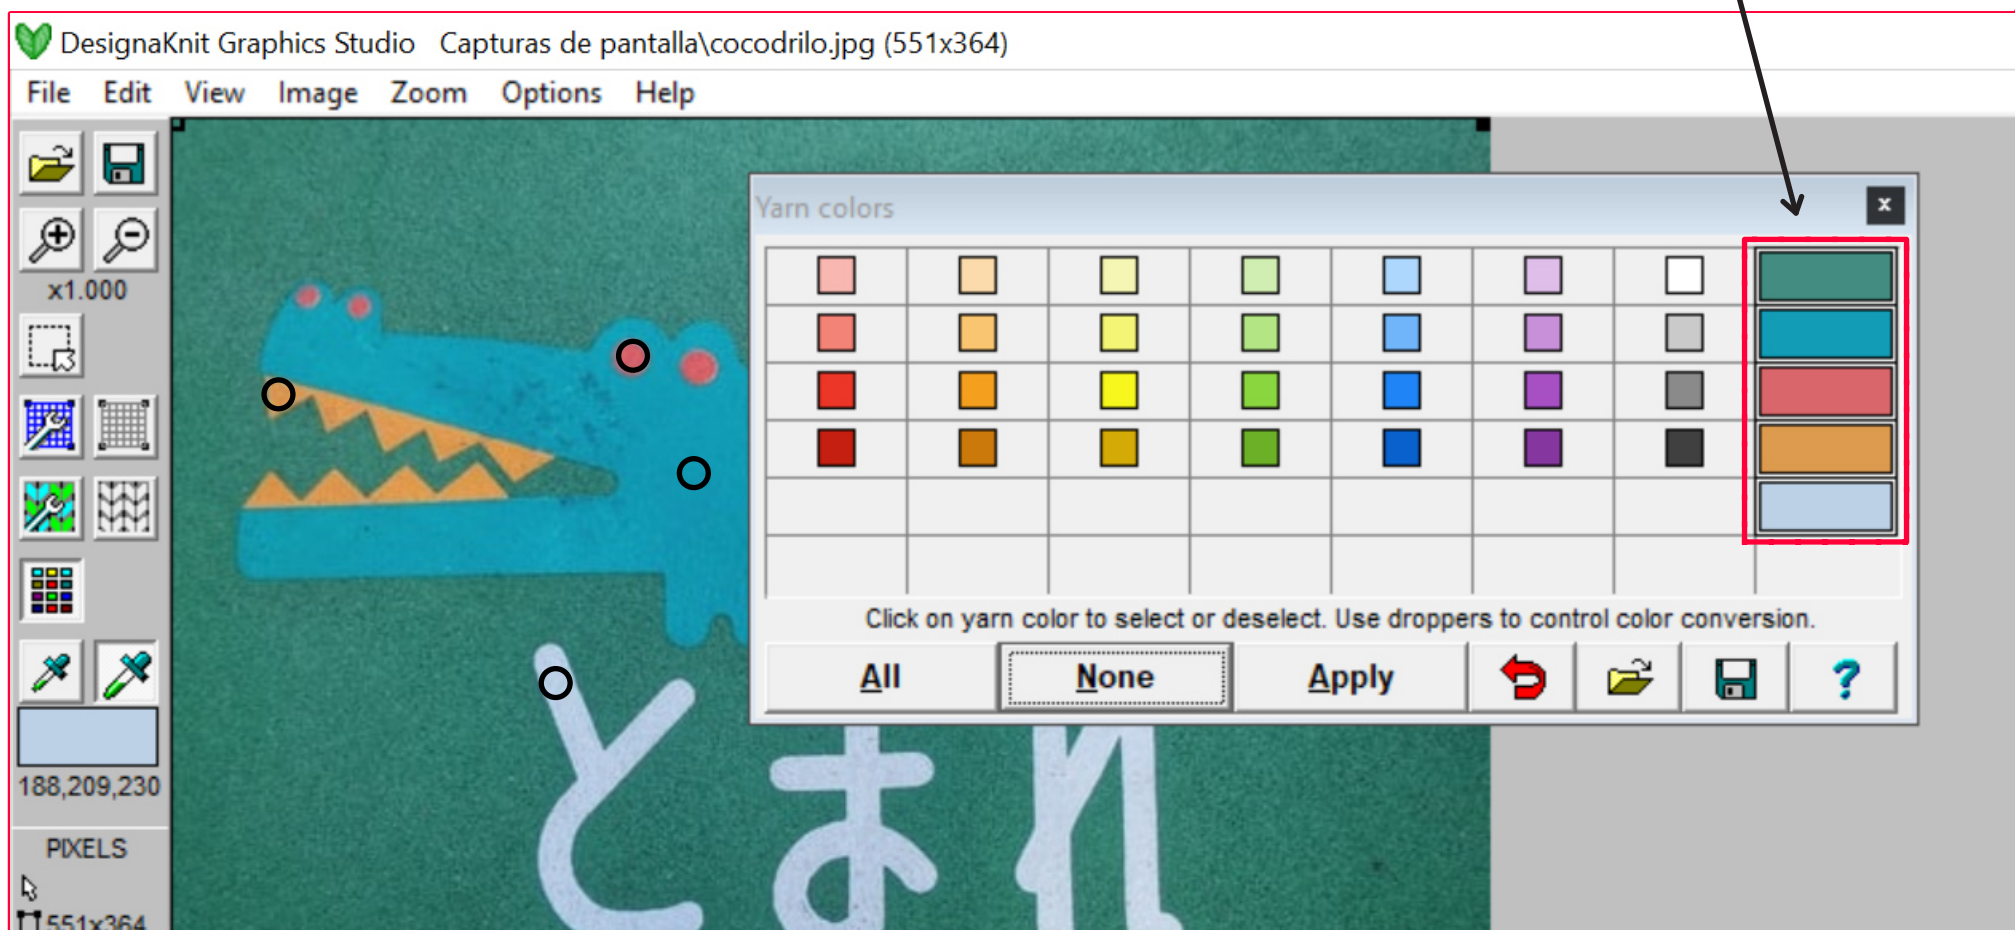 DesignaKnit Graphics Studio Capturas de pantalla\cocodrilo.jpg (551x364)
File Edit View Image Zoom Options Help
Yarn colors
x1.000
Click on yarn color to select or deselect. Use droppers to control color conversion.
All None Apply ?
188,209,230
PIXELS
551x364
とまれ